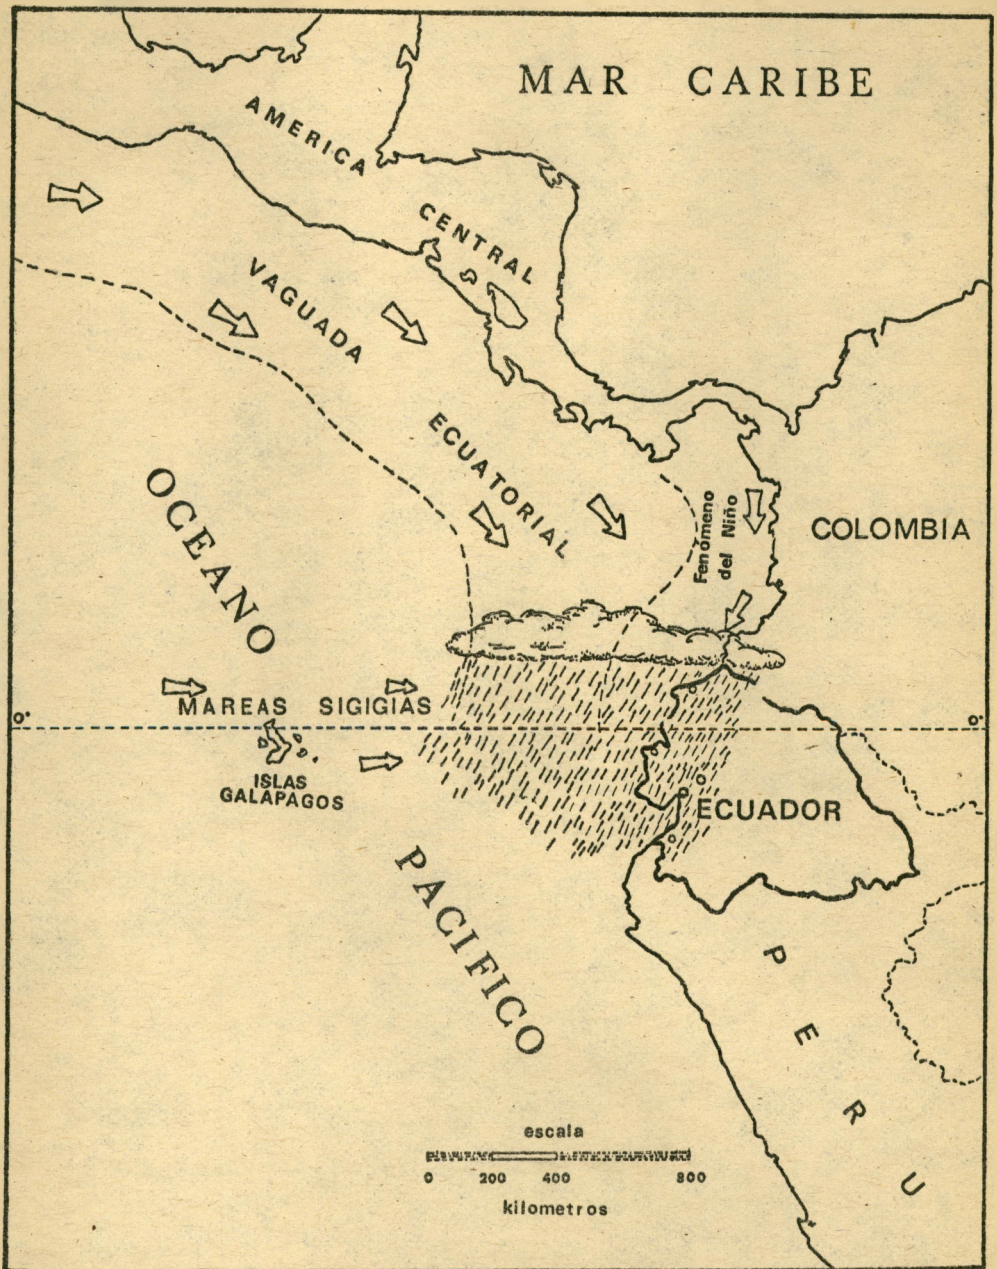 MAR CARIBE
AMERICA
CENTRAL
VAGUADA
ECUATORIAL
OCEANO
Fenómeno
del Niño
COLOMBIA
MAREAS SIGIGIAS
0°
0°
ISLAS
GALAPAGOS
ECUADOR
PACIFICO
PERU
escala
0 200 400 800
kilometros